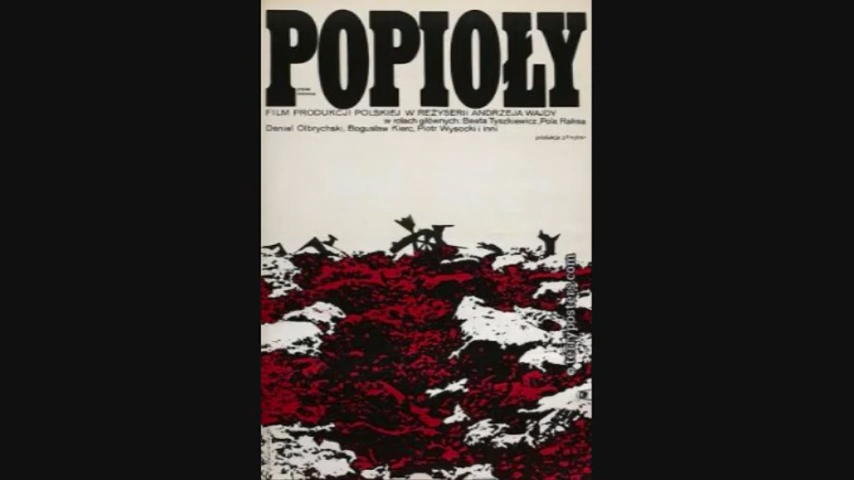 POPIOŁY
FILM PRODUKCJI POLSKIEJ W REŻYSERII ANDRZEJA WAJDY
w rolach głównych: Beata Tyszkiewicz, Pola Raksa
Daniel Olbrychski, Bogusław Kierc, Piotr Wysocki i inni